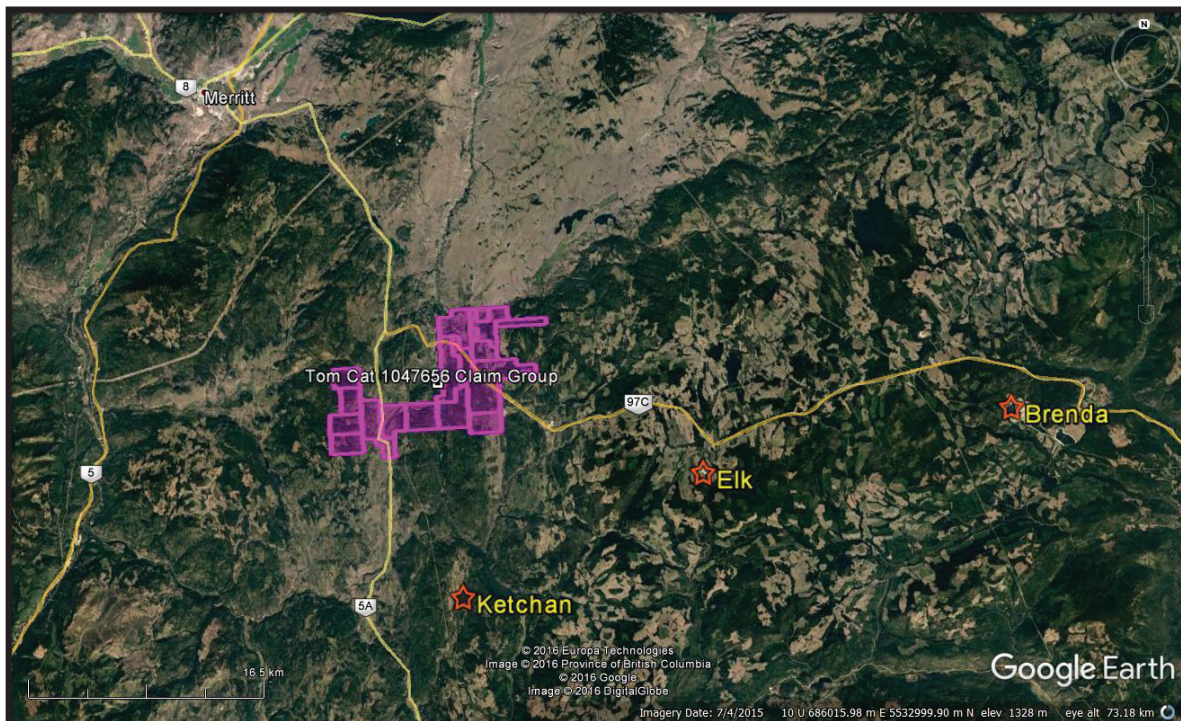 N
8
Merritt
Tom Cat 1047656 Claim Group
97C
Brenda
5
Elk
5A
Ketchan
16.5 km
© 2016 Europa Technologies
Image © 2016 Province of British Columbia
© 2016 Google
Image © 2016 DigitalGlobe
Google Earth
Imagery Date: 7/4/2015 10 U 686015.98 m E 5532999.90 m N elev 1328 m eye alt 73.18 km